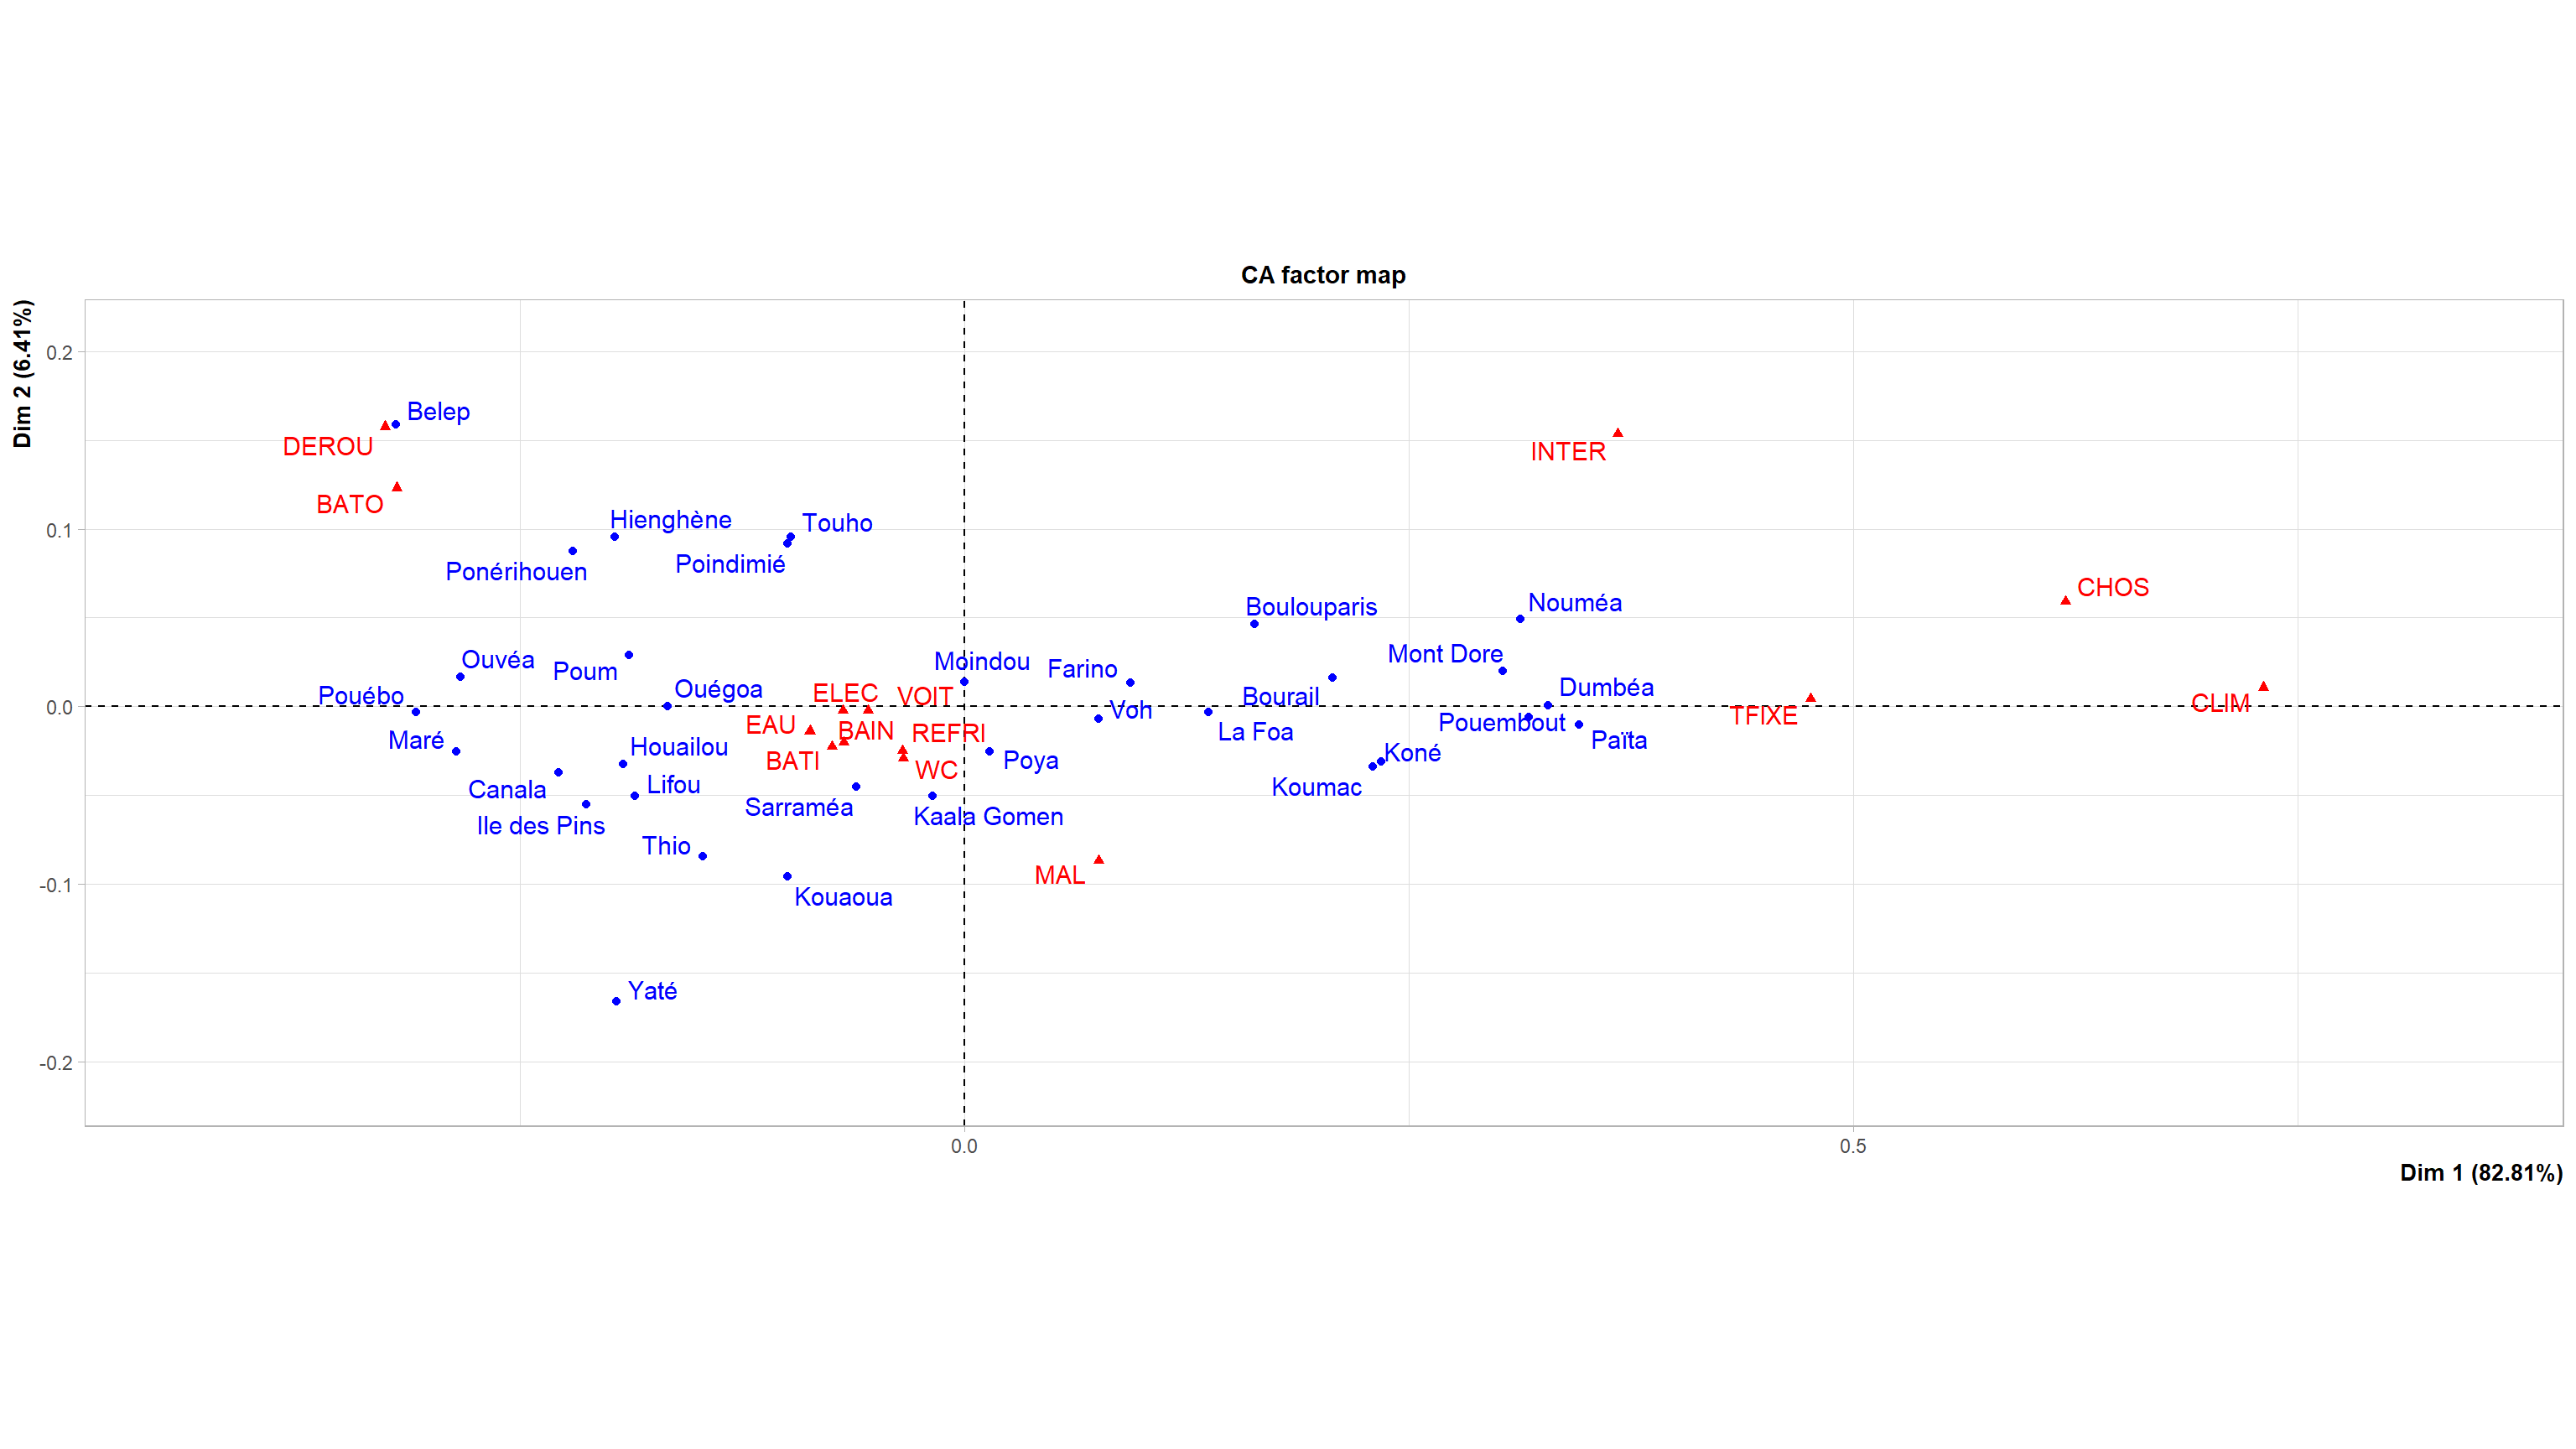 CA factor map
Dim 2 (6.41%)
0.2
0.1
0.0
-0.1
-0.2
Belep
DEROU
INTER
BATO
Hienghène
Touho
Poindimié
Ponérihouen
CHOS
Nouméa
Boulouparis
Mont Dore
Ouvéa
Moindou
Farino
Poum
Dumbéa
Ouégoa
ELEC
VOIT
Pouébo
Bourail
CLIM
Voh
TFIXE
Pouembout
EAU
BAIN
REFRI
La Foa
Païta
Maré
Houailou
Koné
BATI
Poya
WC
Lifou
Koumac
Canala
Sarraméa
Kaala Gomen
Ile des Pins
Thio
MAL
Kouaoua
Yaté
0.0
0.5
Dim 1 (82.81%)